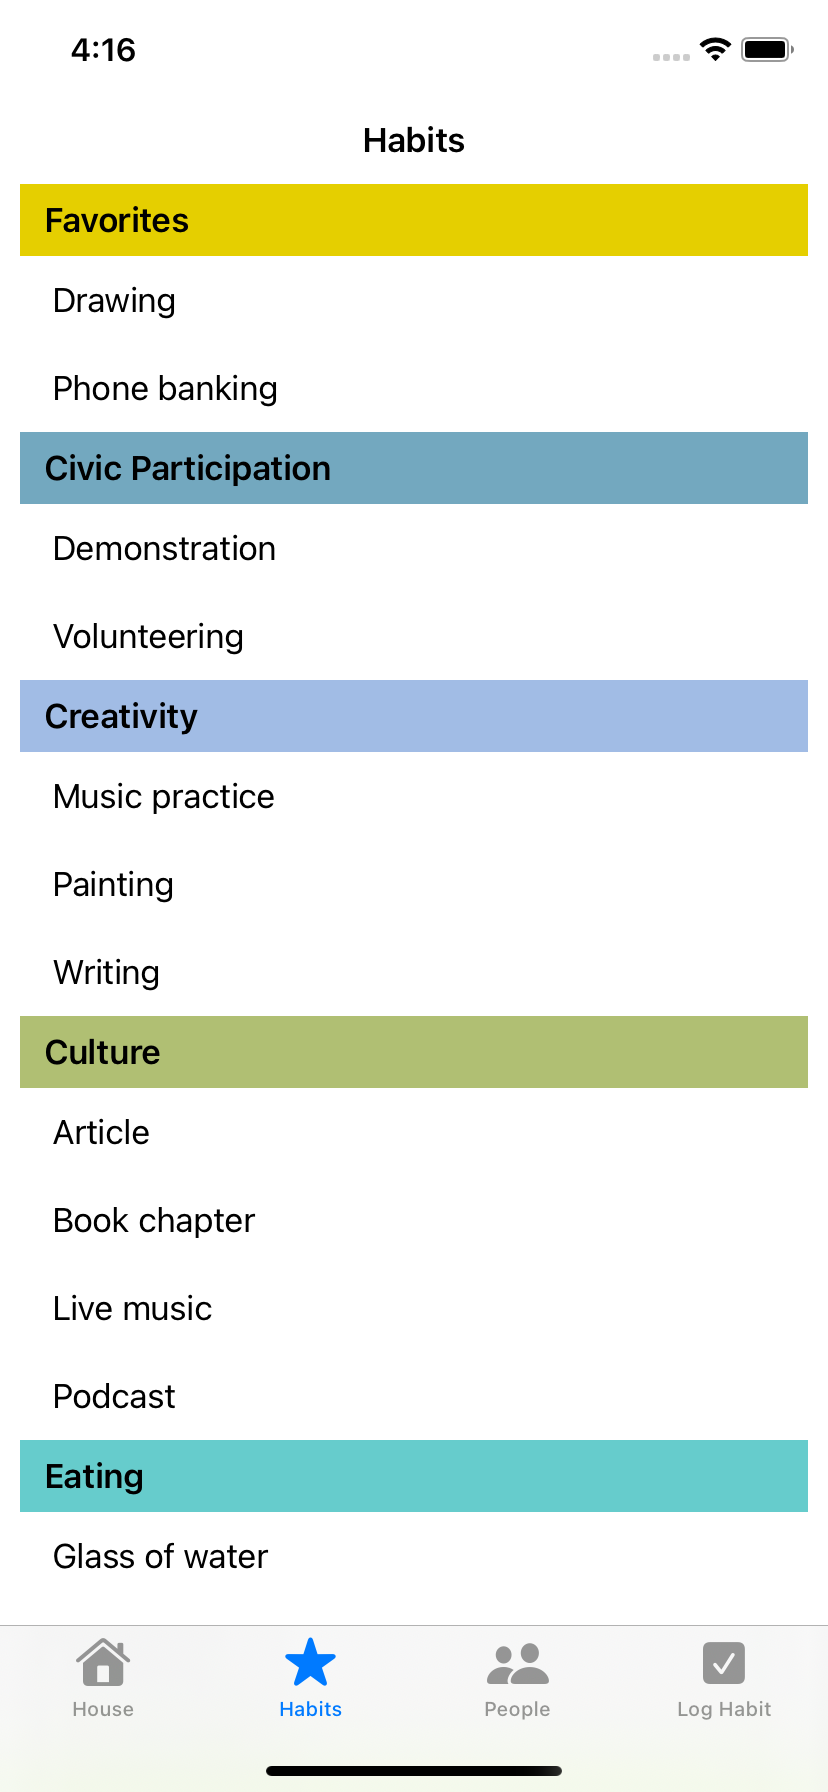 4:16
Habits
Favorites
Drawing
Phone banking
Civic Participation
Demonstration
Volunteering
Creativity
Music practice
Painting
Writing
Culture
Article
Book chapter
Live music
Podcast
Eating
Glass of water
House
Habits
People
Log Habit